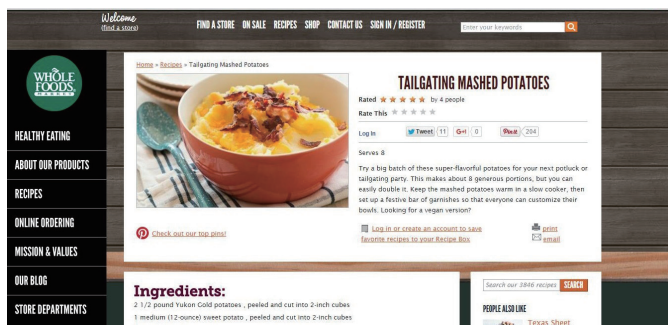 Welcome
(find a store)
FIND A STORE ON SALE RECIPES SHOP CONTACT US SIGN IN / REGISTER
Enter your keywords
WHOLE
FOODS
MARKET
HEALTHY EATING
ABOUT OUR PRODUCTS
RECIPES
ONLINE ORDERING
MISSION & VALUES
OUR BLOG
STORE DEPARTMENTS
Home » Recipes » Tailgating Mashed Potatoes
Check out our top pins!
TAILGATING MASHED POTATOES
Rated by 4 people
Rate This
Log In Tweet 11 G+1 0 Pin it 204
Serves 8
Try a big batch of these super-flavorful potatoes for your next potluck or
tailgating party. This makes about 8 generous portions, but you can
easily double it. Keep the mashed potatoes warm in a slow cooker, then
set up a festive bar of garnishes so that everyone can customize their
bowls. Looking for a vegan version?
Log in or create an account to save
favorite recipes to your Recipe Box
print
email
Ingredients:
2 1/2 pound Yukon Gold potatoes , peeled and cut into 2-inch cubes
1 medium (12-ounce) sweet potato , peeled and cut into 2-inch cubes
Search our 3846 recipes SEARCH
PEOPLE ALSO LIKE
Texas Sheet